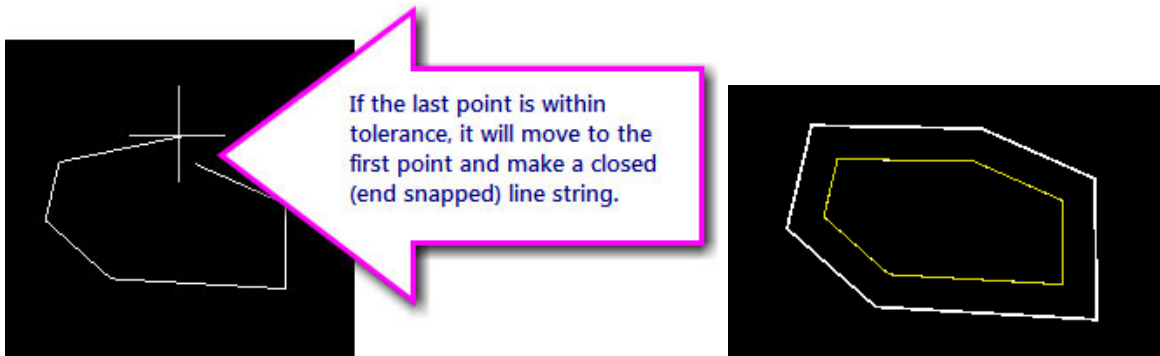 If the last point is within
tolerance, it will move to the
first point and make a closed
(end snapped) line string.